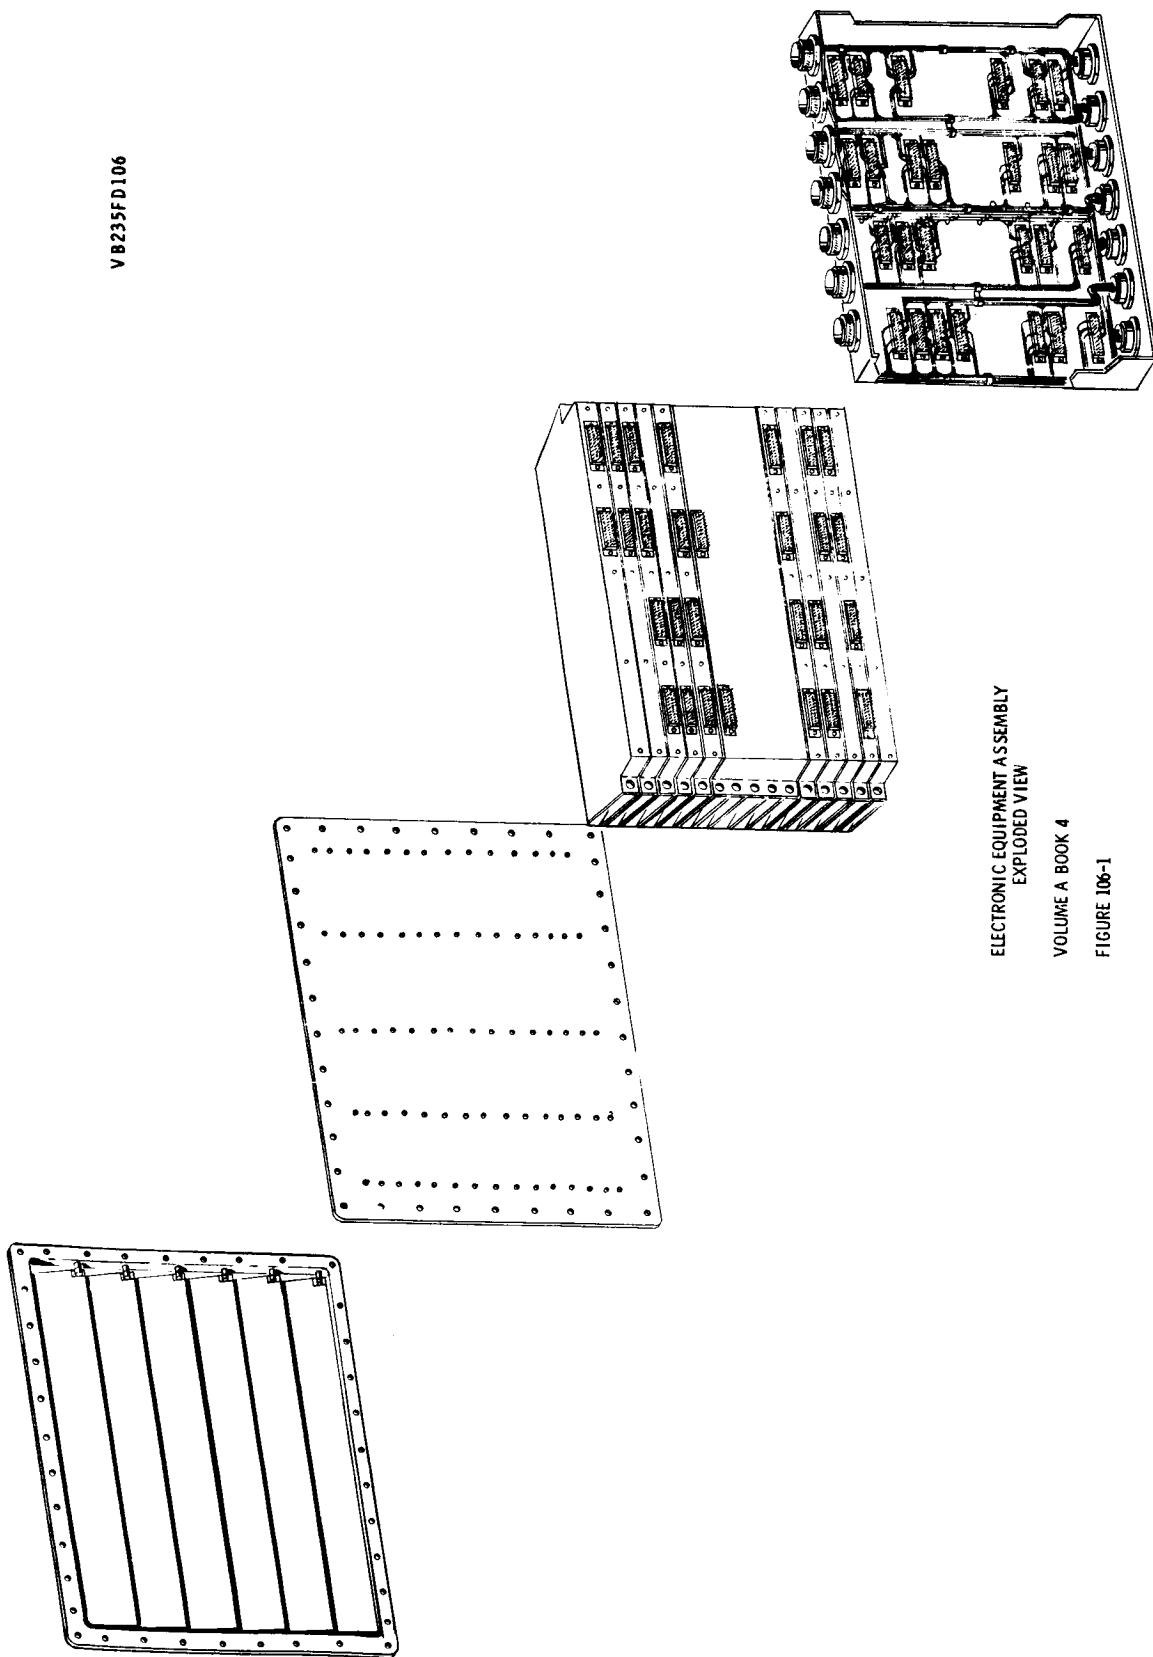 VB235FD106
ELECTRONIC EQUIPMENT ASSEMBLY
EXPLODED VIEW
VOLUME A BOOK 4
FIGURE 106-1